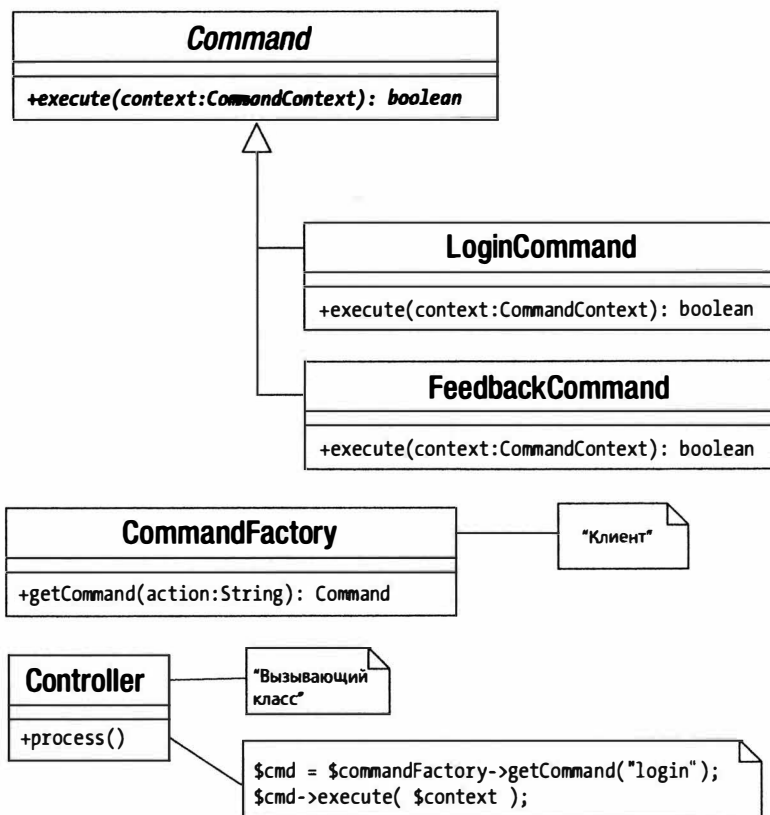 Command
+execute(context:CommandContext): boolean
LoginCommand
+execute(context:CommandContext): boolean
FeedbackCommand
+execute(context:CommandContext): boolean
CommandFactory
+getCommand(action:String): Command
"Клиент"
Controller
+process()
"Вызывающий
класс"
$cmd = $commandFactory->getCommand("login");
$cmd->execute( $context );